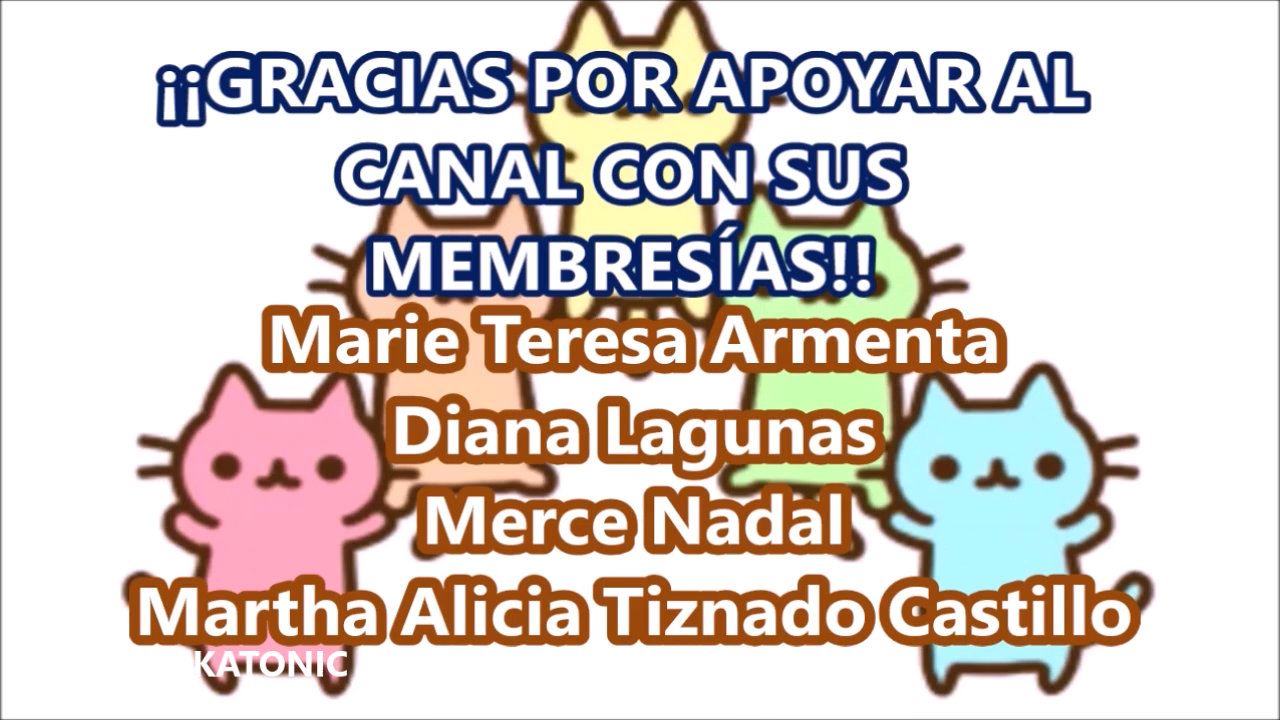 ¡¡GRACIAS POR APOYAR AL
CANAL CON SUS
MEMBRESÍAS!!
Marie Teresa Armenta
Diana Lagunas
Merce Nadal
Martha Alicia Tiznado Castillo